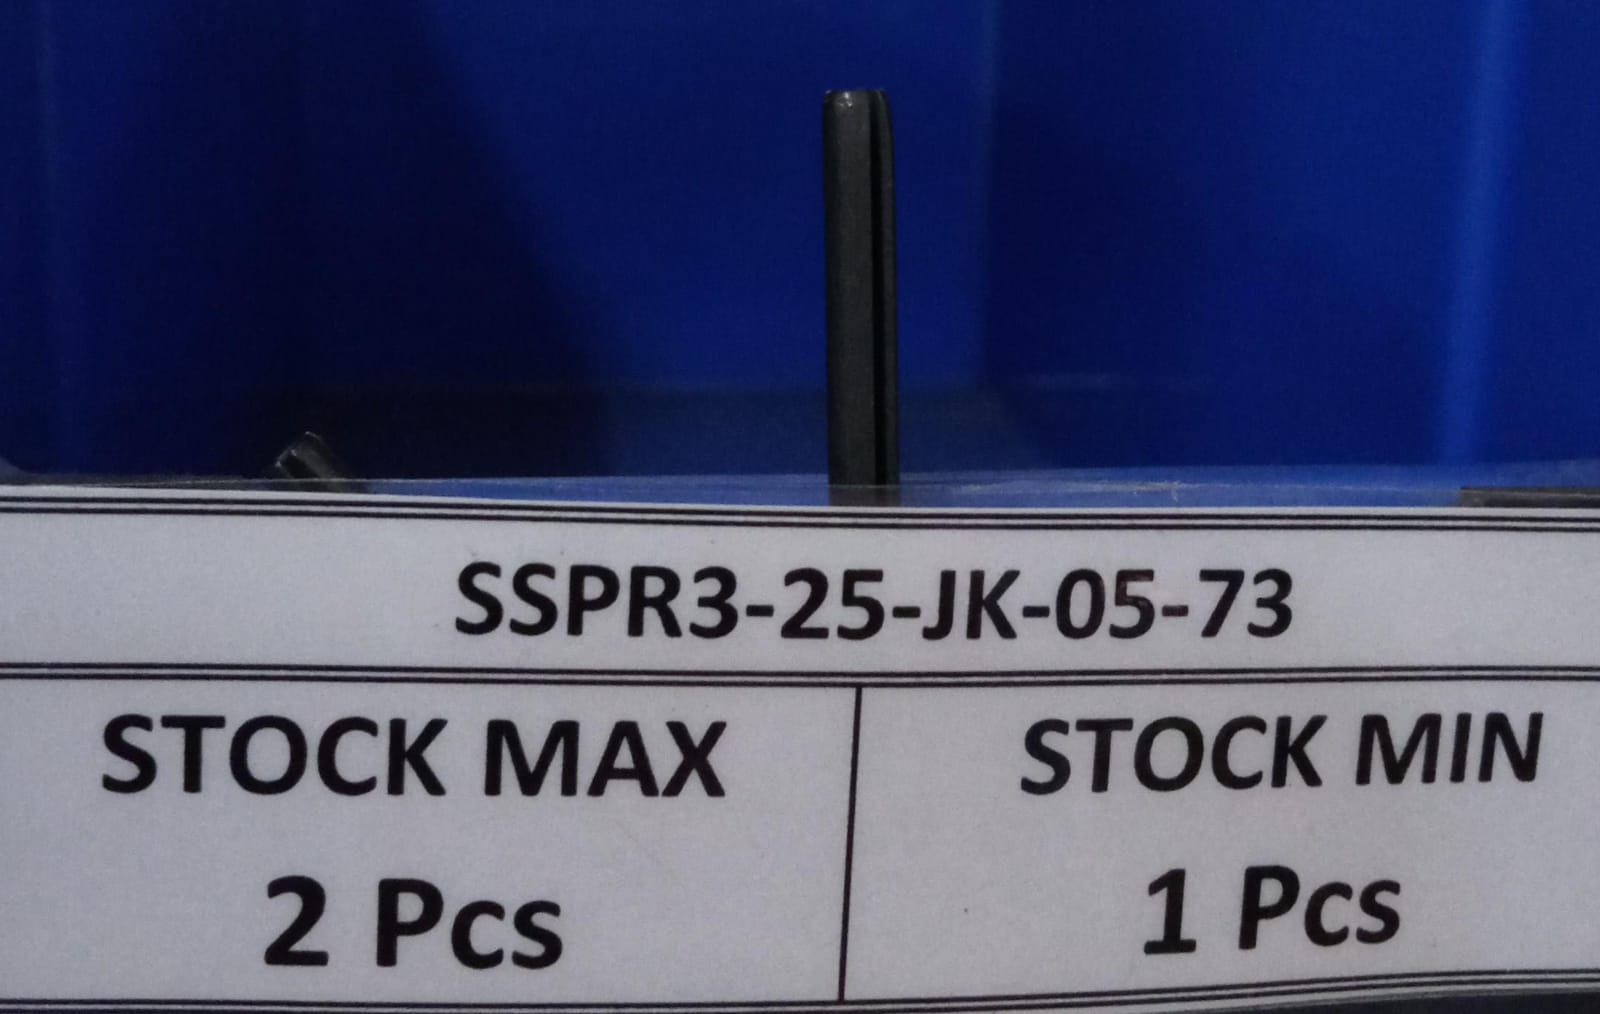 SSPR3-25-JK-05-73
STOCK MAX
STOCK MIN
2 Pcs
1 Pcs